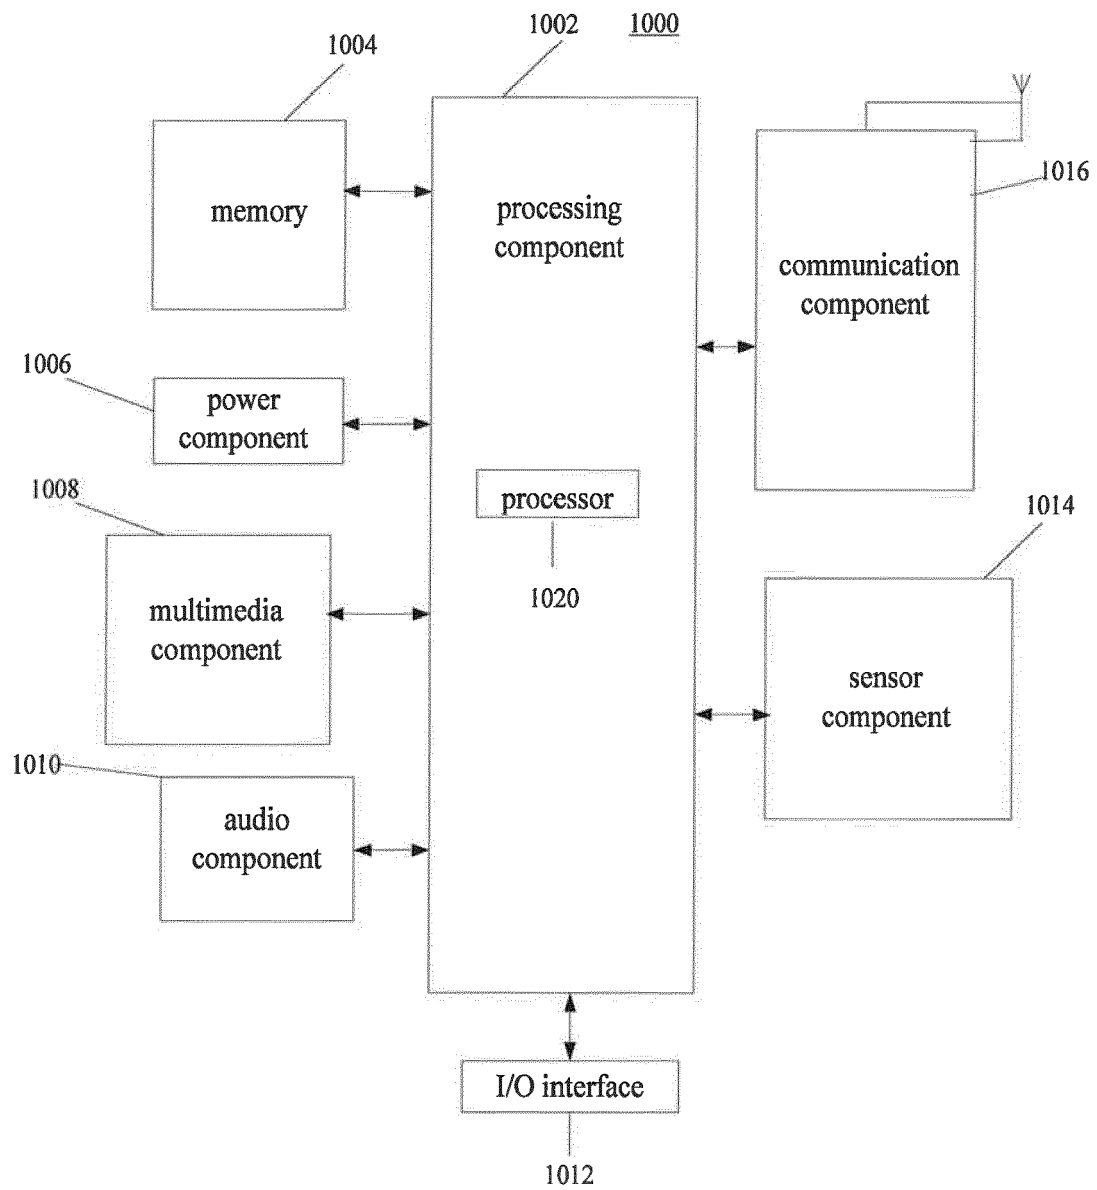 1002
1000
1004
memory
processing
component
1016
communication
component
1006
power
component
1008
processor
1020
1014
multimedia
component
sensor
component
1010
audio
component
I/O interface
1012